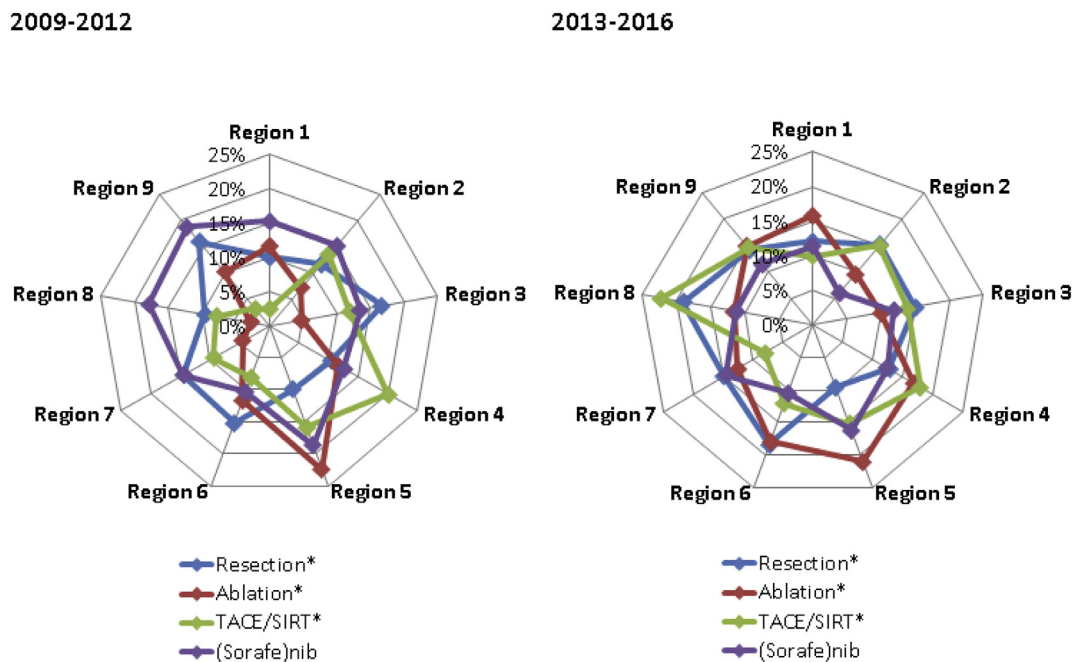 2009-2012
Region 1
25%
20%
15%
10%
5%
0%
Region 2
Region 3
Region 4
Region 5
Region 6
Region 7
Region 8
Region 9
Resection*
Ablation*
TACE/SIRT*
(Sorafe)nib
2013-2016
Region 1
25%
20%
15%
10%
5%
0%
Region 2
Region 3
Region 4
Region 5
Region 6
Region 7
Region 8
Region 9
Resection*
Ablation*
TACE/SIRT*
(Sorafe)nib